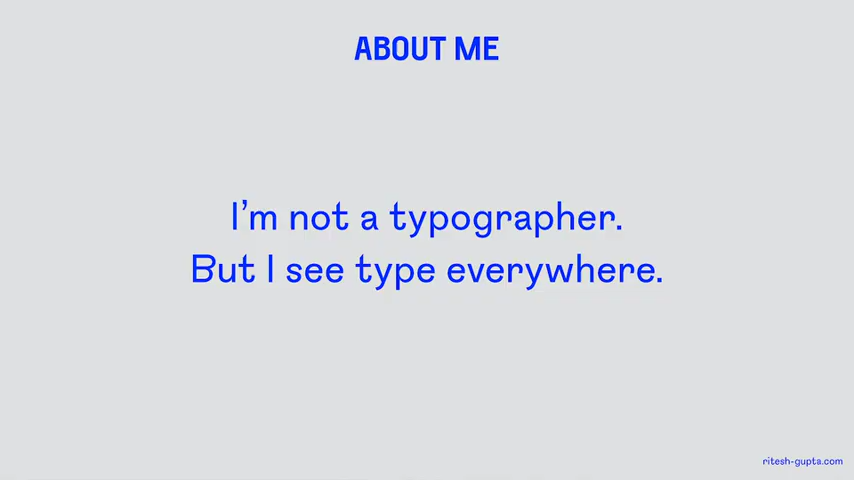 ABOUT ME
I’m not a typographer.
But I see type everywhere.
ritesh-gupta.com